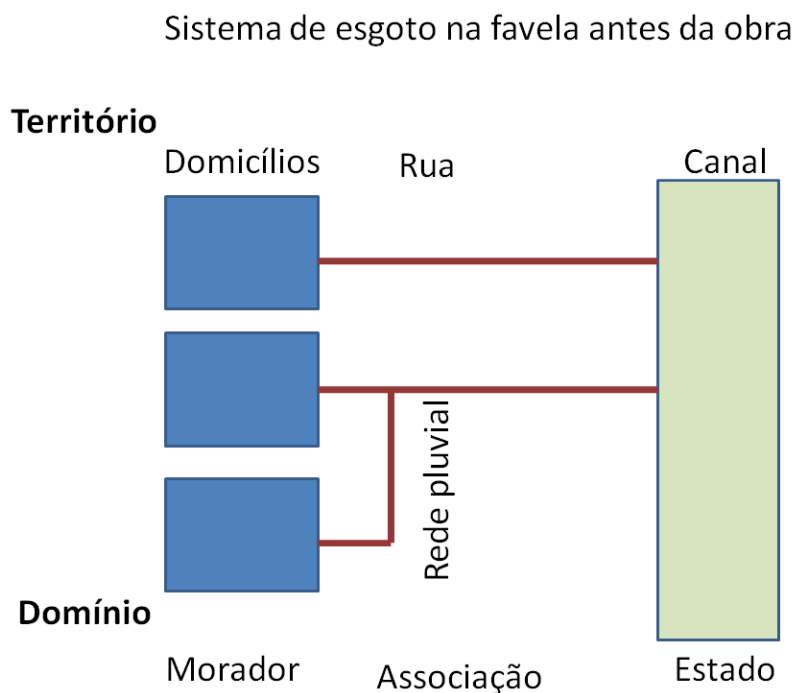 Sistema de esgoto na favela antes da obra
Território
Domicílios Rua Canal
Rede pluvial
Domínio
Morador Associação Estado